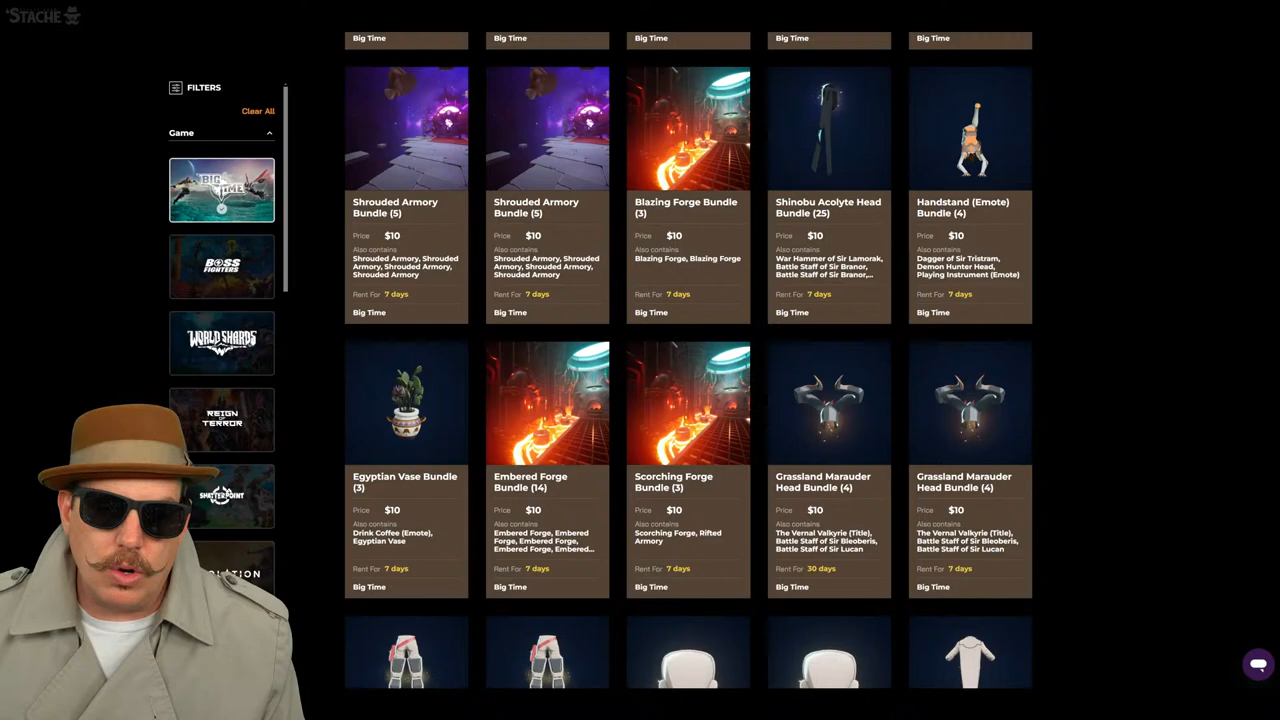 'STACHE
Big Time
Big Time
Big Time
Big Time
Big Time
FILTERS
Clear All
Game
BIG TIME
BOSS
FIGHTERS
WORLD SHARDS
REIGN
OF
TERROR
SHATTERPOINT
Shrouded Armory
Bundle (5)
Price $10
Also contains
Shrouded Armory, Shrouded
Armory, Shrouded Armory,
Shrouded Armory
Rent For 7 days
Big Time
Shrouded Armory
Bundle (5)
Price $10
Also contains
Shrouded Armory, Shrouded
Armory, Shrouded Armory,
Shrouded Armory
Rent For 7 days
Big Time
Blazing Forge Bundle
(3)
Price $10
Also contains
Blazing Forge, Blazing Forge
Rent For 7 days
Big Time
Shinobu Acolyte Head
Bundle (25)
Price $10
Also contains
War Hammer of Sir Lamorak,
Battle Staff of Sir Branor,
Battle Staff of Sir Branor,...
Rent For 7 days
Big Time
Handstand (Emote)
Bundle (4)
Price $10
Also contains
Dagger of Sir Tristram,
Demon Hunter Head,
Playing Instrument (Emote)
Rent For 7 days
Big Time
Egyptian Vase Bundle
(3)
Price $10
Also contains
Drink Coffee (Emote),
Egyptian Vase
Rent For 7 days
Big Time
Embered Forge
Bundle (14)
Price $10
Also contains
Embered Forge, Embered
Forge, Embered Forge,
Embered Forge, Embered...
Rent For 7 days
Big Time
Scorching Forge
Bundle (3)
Price $10
Also contains
Scorching Forge, Rifted
Armory
Rent For 7 days
Big Time
Grassland Marauder
Head Bundle (4)
Price $10
Also contains
The Vernal Valkyrie (Title),
Battle Staff of Sir Bleoberis,
Battle Staff of Sir Lucan
Rent For 30 days
Big Time
Grassland Marauder
Head Bundle (4)
Price $10
Also contains
The Vernal Valkyrie (Title),
Battle Staff of Sir Bleoberis,
Battle Staff of Sir Lucan
Rent For 7 days
Big Time